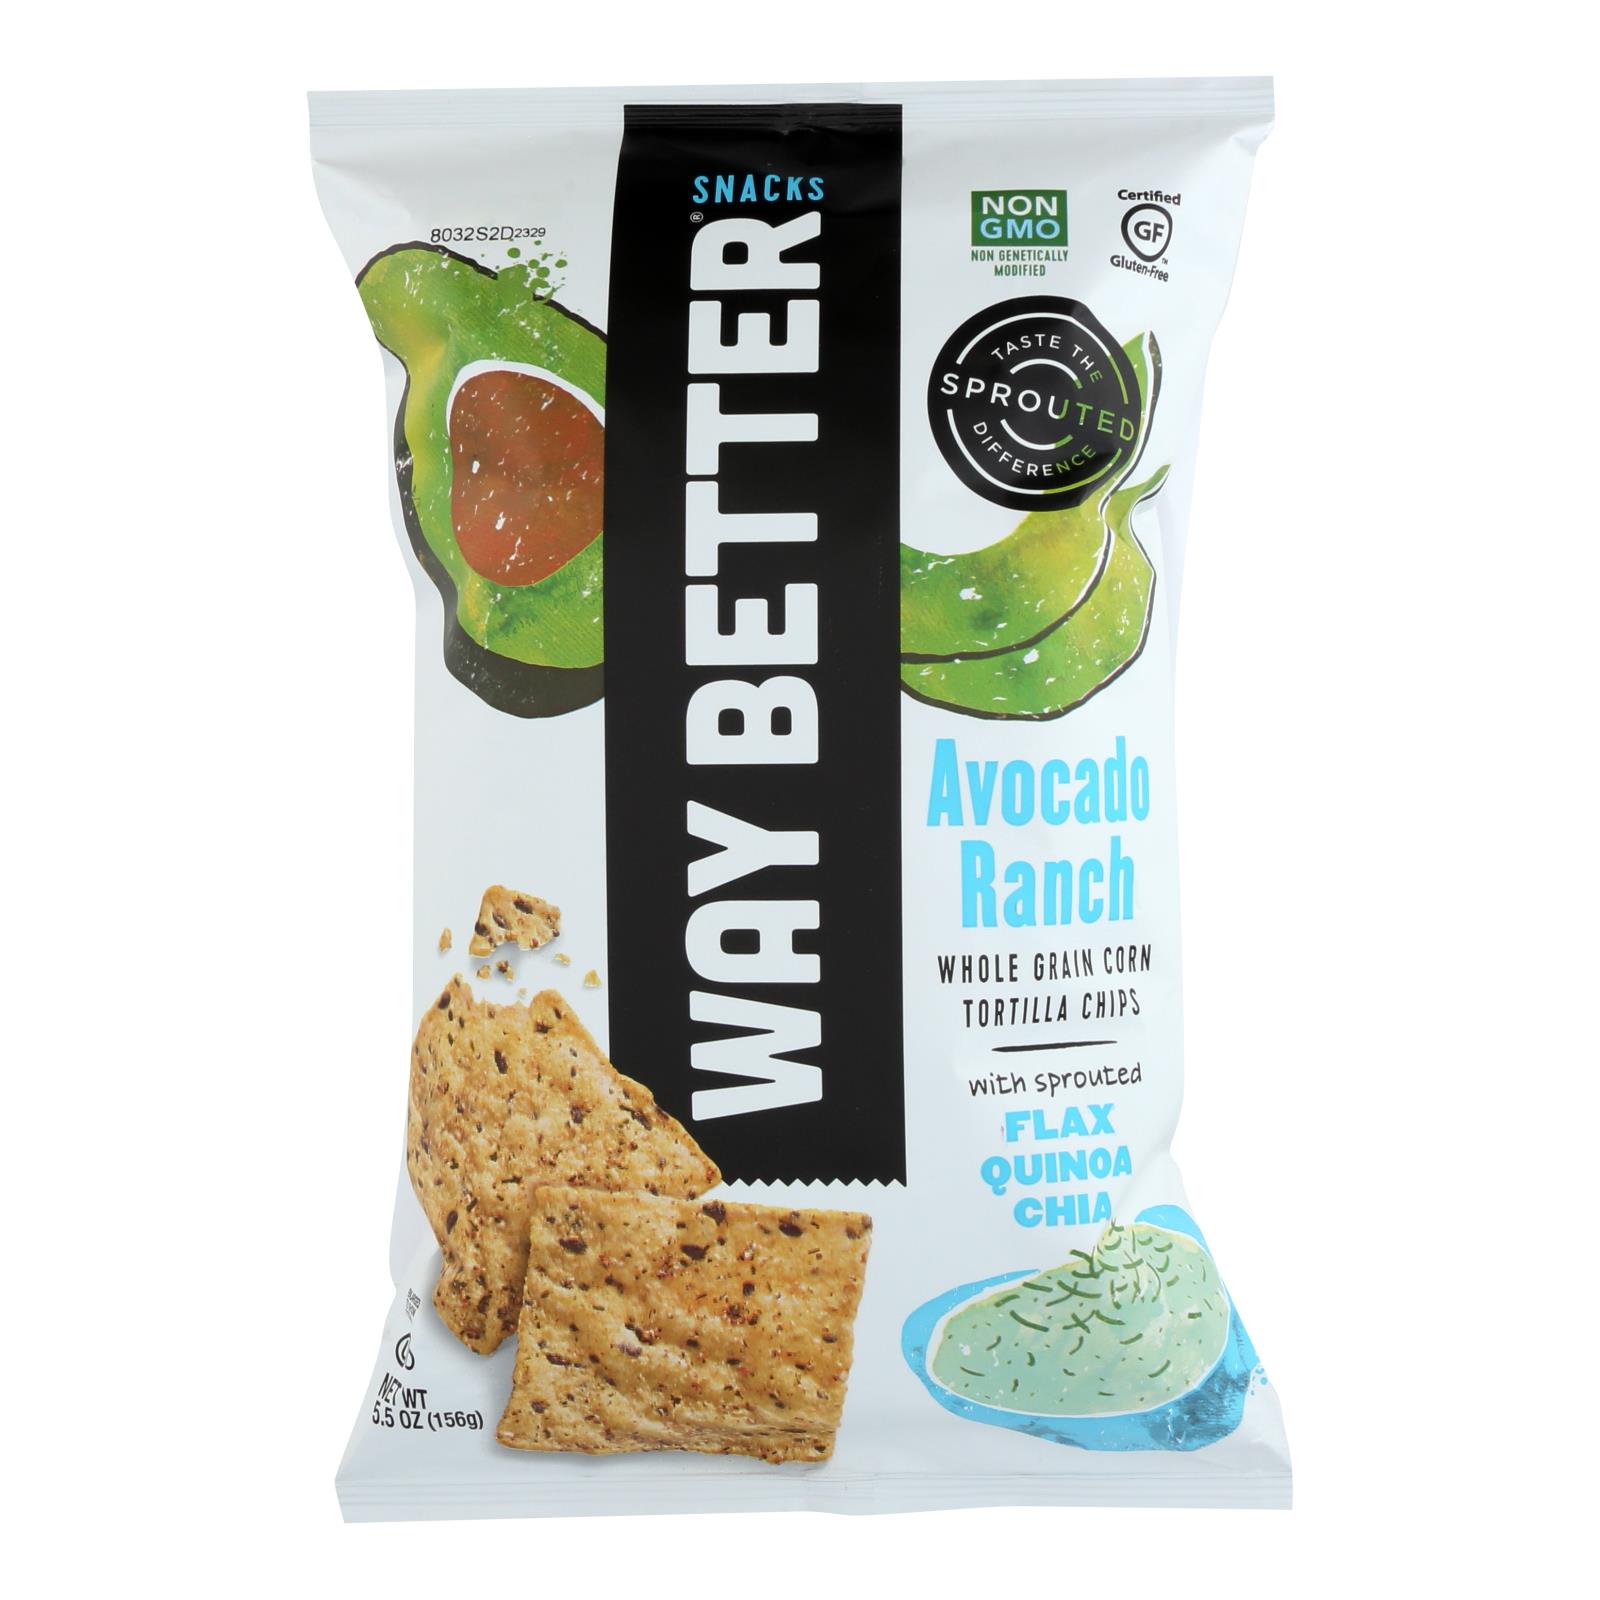 SNACKS
WAY BETTER®
8032S2D2329
NON
GMO
NON GENETICALLY
MODIFIED
Certified
GF
™
Gluten-Free
TASTE THE
SPROUTED
DIFFERENCE
Avocado
Ranch
WHOLE GRAIN CORN
TORTILLA CHIPS
with sprouted
FLAX
QUINOA
CHIA
NET WT
5.5 OZ (156g)